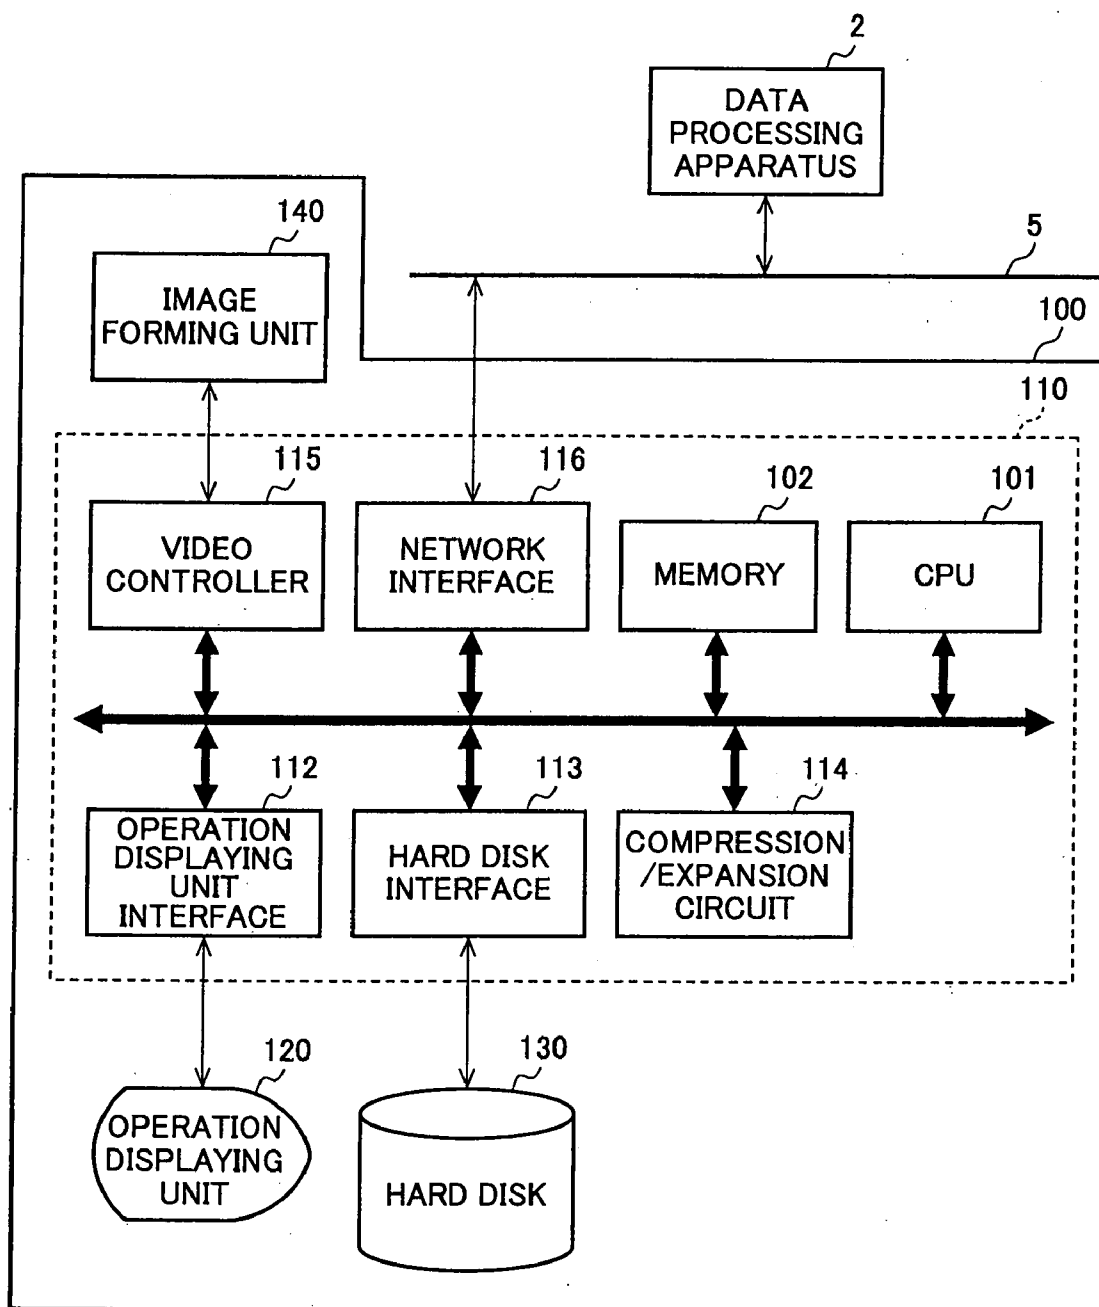 2
DATA
PROCESSING
APPARATUS
140
5
IMAGE
FORMING UNIT
100
110
115
116
102
101
VIDEO
CONTROLLER
NETWORK
INTERFACE
MEMORY
CPU
112
113
114
OPERATION
DISPLAYING
UNIT
INTERFACE
HARD DISK
INTERFACE
COMPRESSION
/EXPANSION
CIRCUIT
120
130
OPERATION
DISPLAYING
UNIT
HARD DISK